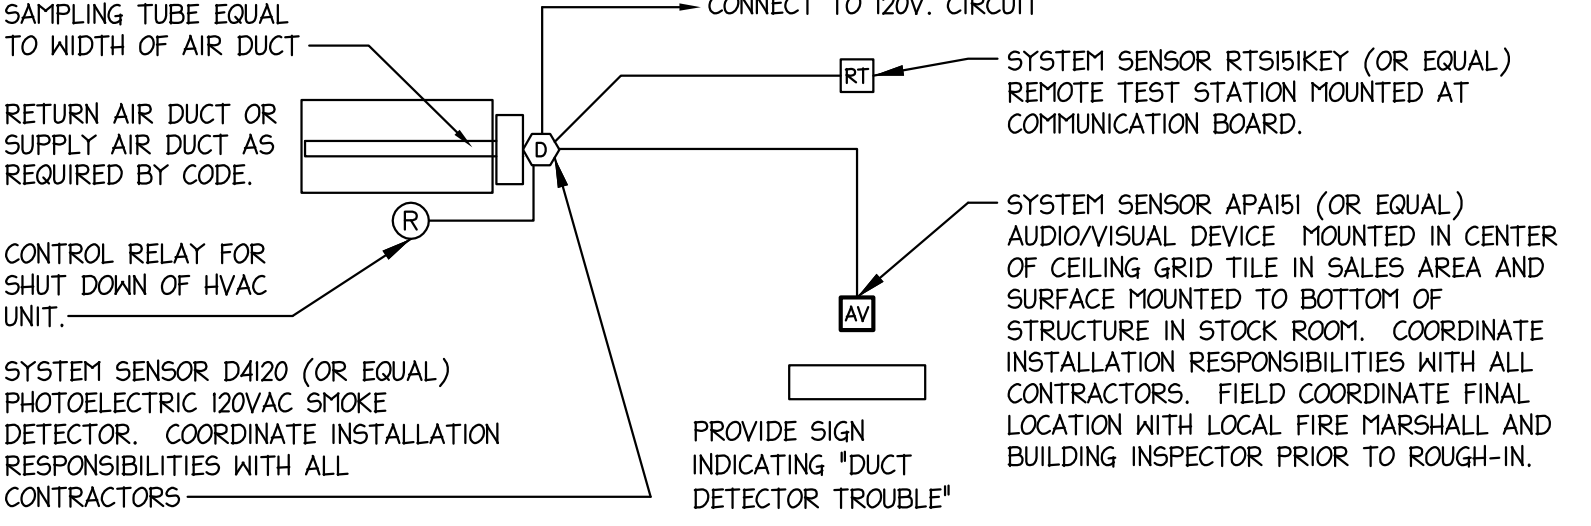 SAMPLING TUBE EQUAL
TO WIDTH OF AIR DUCT
CONNECT TO 120V. CIRCUIT
RETURN AIR DUCT OR
SUPPLY AIR DUCT AS
REQUIRED BY CODE.
D
RT
SYSTEM SENSOR RTS151KEY (OR EQUAL)
REMOTE TEST STATION MOUNTED AT
COMMUNICATION BOARD.
R
CONTROL RELAY FOR
SHUT DOWN OF HVAC
UNIT.
AV
SYSTEM SENSOR APA151 (OR EQUAL)
AUDIO/VISUAL DEVICE MOUNTED IN CENTER
OF CEILING GRID TILE IN SALES AREA AND
SURFACE MOUNTED TO BOTTOM OF
STRUCTURE IN STOCK ROOM. COORDINATE
INSTALLATION RESPONSIBILITIES WITH ALL
CONTRACTORS. FIELD COORDINATE FINAL
LOCATION WITH LOCAL FIRE MARSHALL AND
BUILDING INSPECTOR PRIOR TO ROUGH-IN.
SYSTEM SENSOR D4120 (OR EQUAL)
PHOTOELECTRIC 120VAC SMOKE
DETECTOR. COORDINATE INSTALLATION
RESPONSIBILITIES WITH ALL
CONTRACTORS
PROVIDE SIGN
INDICATING "DUCT
DETECTOR TROUBLE"